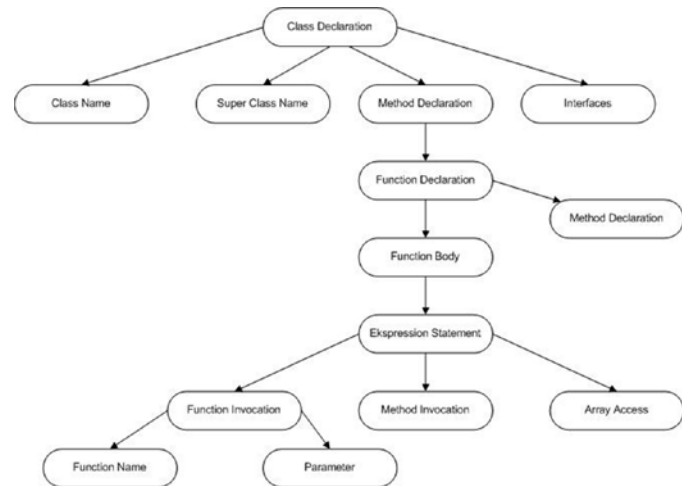 Class Declaration
Class Name
Super Class Name
Method Declaration
Interfaces
Function Declaration
Method Declaration
Function Body
Ekspression Statement
Function Invocation
Method Invocation
Array Access
Function Name
Parameter